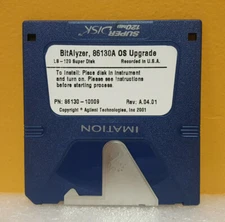 SUPER
DISK
120MB
BitAlyzer, 86130A OS Upgrade
LS - 120 Super Disk Recorded in U.S.A.
To Install: Place disk in instrument
and turn on. Please see instructions
before starting process.
PN: 86130-10009 Rev: A.04.01
Copyright © Agilent Technologies, Inc 2001
IMATION